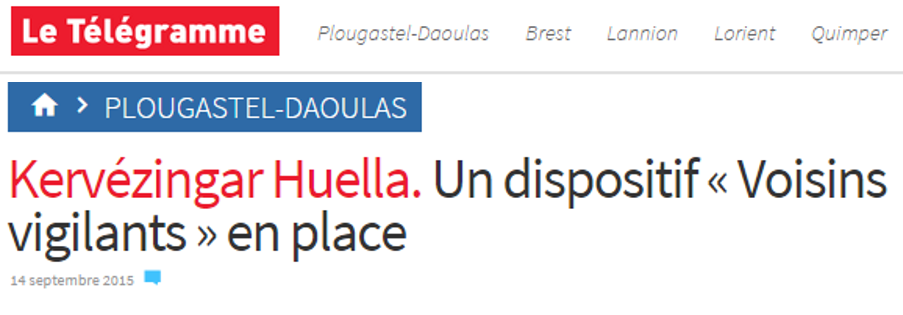 Le Télégramme Plougastel-Daoulas Brest Lannion Lorient Quimper
PLOUGASTEL-DAOULAS
Kervézingar Huella. Un dispositif « Voisins
vigilants » en place
14 septembre 2015